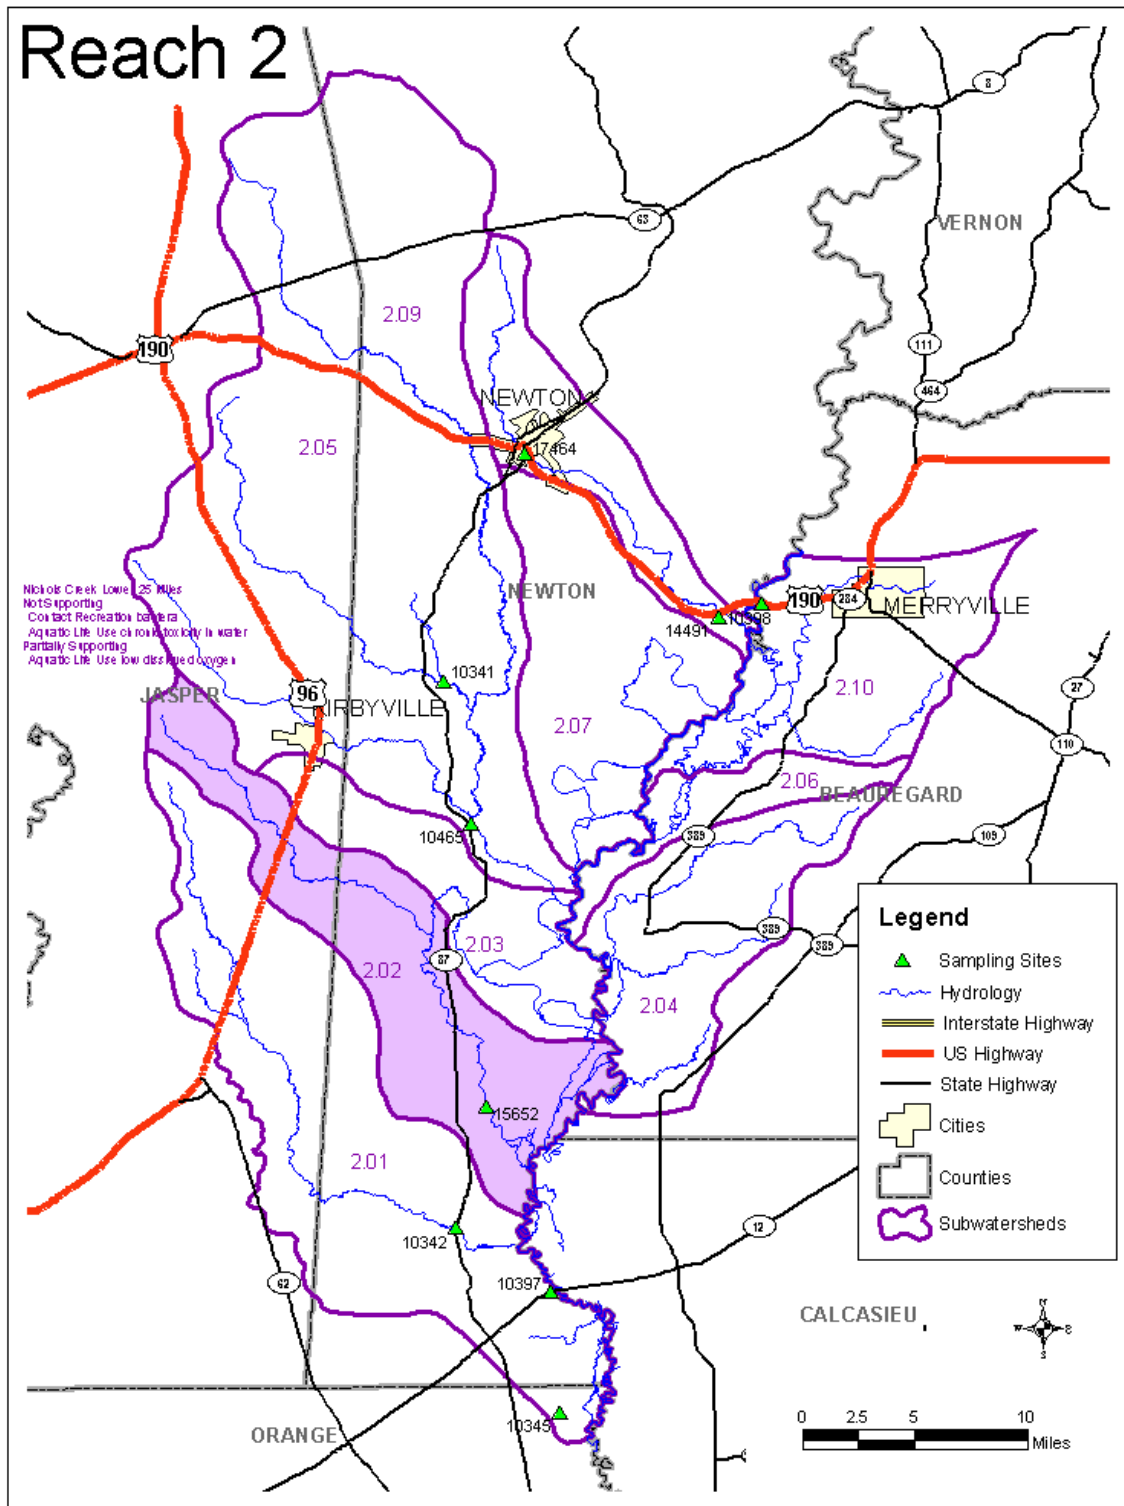 Reach 2
8
63
VERNON
2.09
190
111
464
NEWTON
2.05
17464
Nichols Creek Lower 25 Miles
Not Supporting
Contact Recreation bacteria
Aquatic Life Use chronic toxicity in water
Partially Supporting
Aquatic Life Use low dissolved oxygen
NEWTON
190
284
MERRYVILLE
14491
10341
JASPER
96
2.10
27
2.07
110
2.06
BEAUREGARD
10465
389
109
2.03
87
2.02
389
389
2.04
15652
2.01
10342
12
62
10397
CALCASIEU
10345
ORANGE
Legend
Sampling Sites
Hydrology
Interstate Highway
US Highway
State Highway
Cities
Counties
Subwatersheds
N
W E
S
0 2.5 5 10
Miles